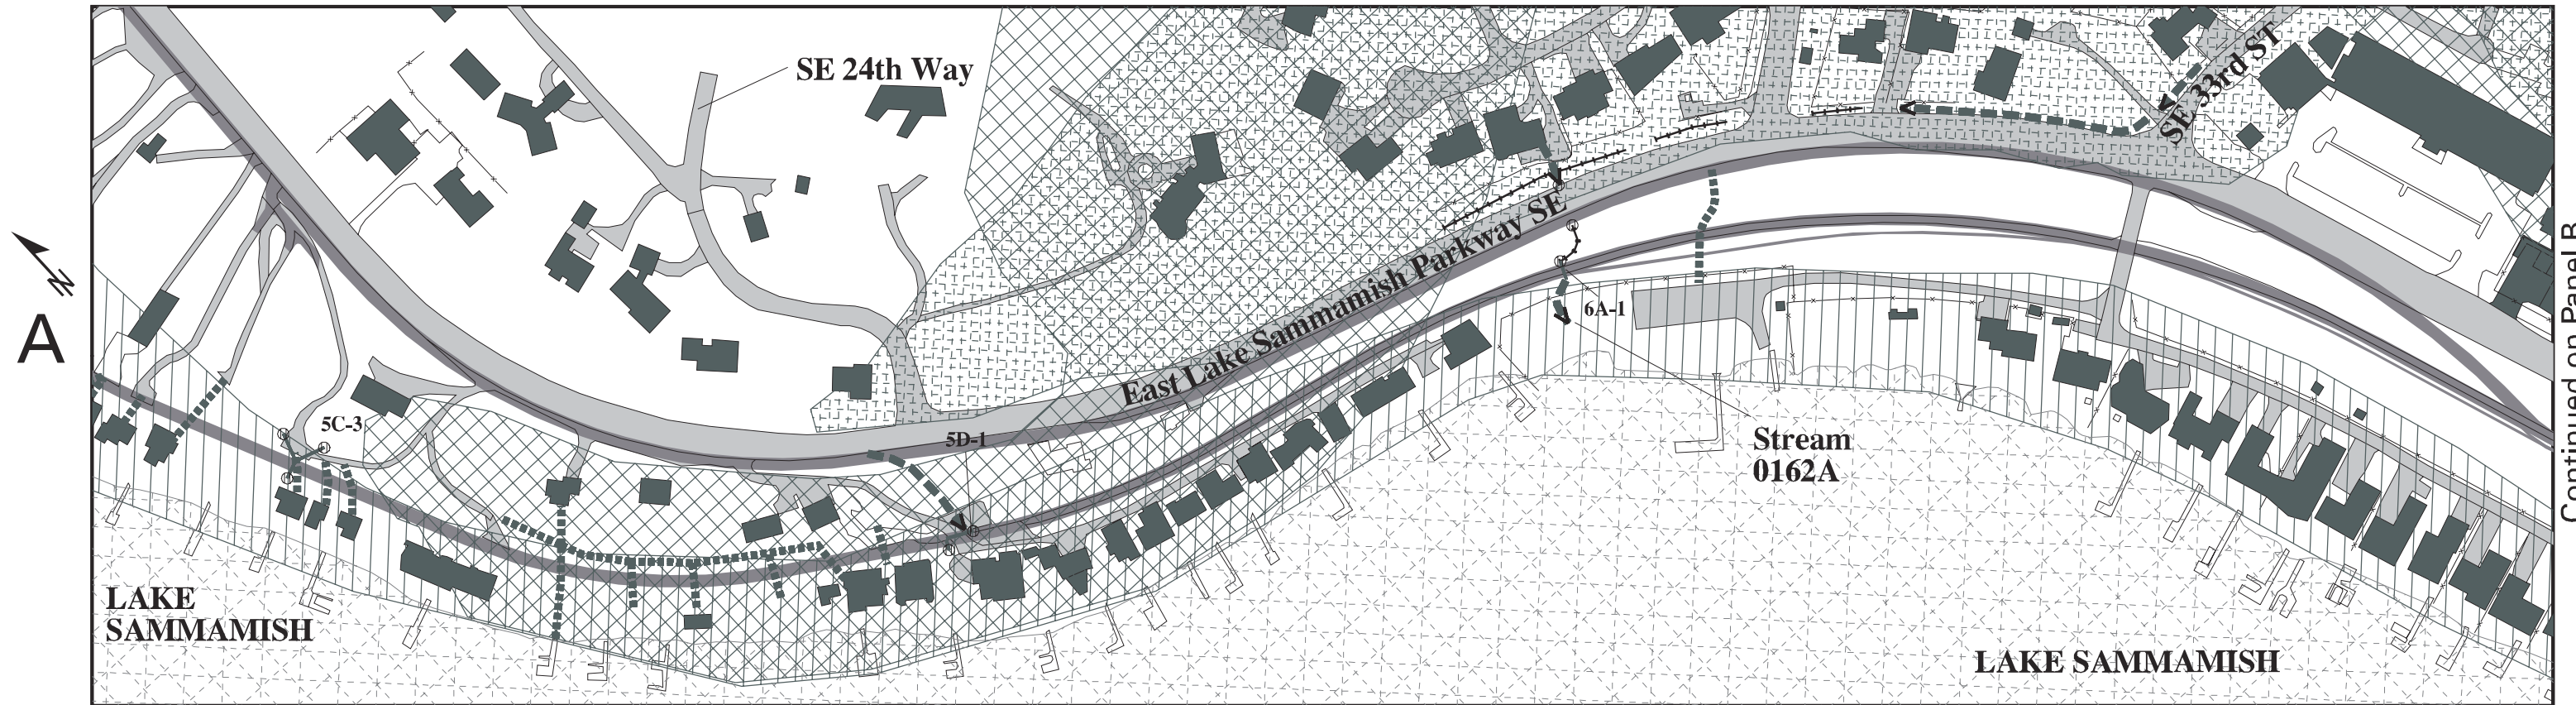 SE 24th Way
SE 33rd ST
East Lake Sammamish Parkway SE
N
A
5C-3
5D-1
6A-1
Stream
0162A
LAKE
SAMMAMISH
LAKE SAMMAMISH
Continued on Panel B